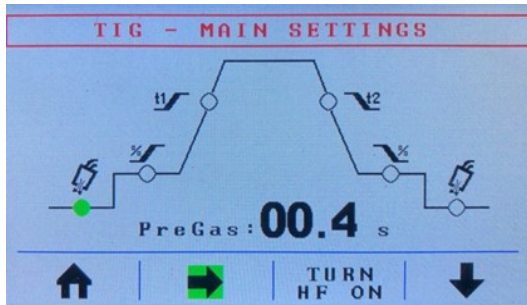 TIG - MAIN SETTINGS
t1
t2
%
%
PreGas: 00.4 s
TURN
HF ON